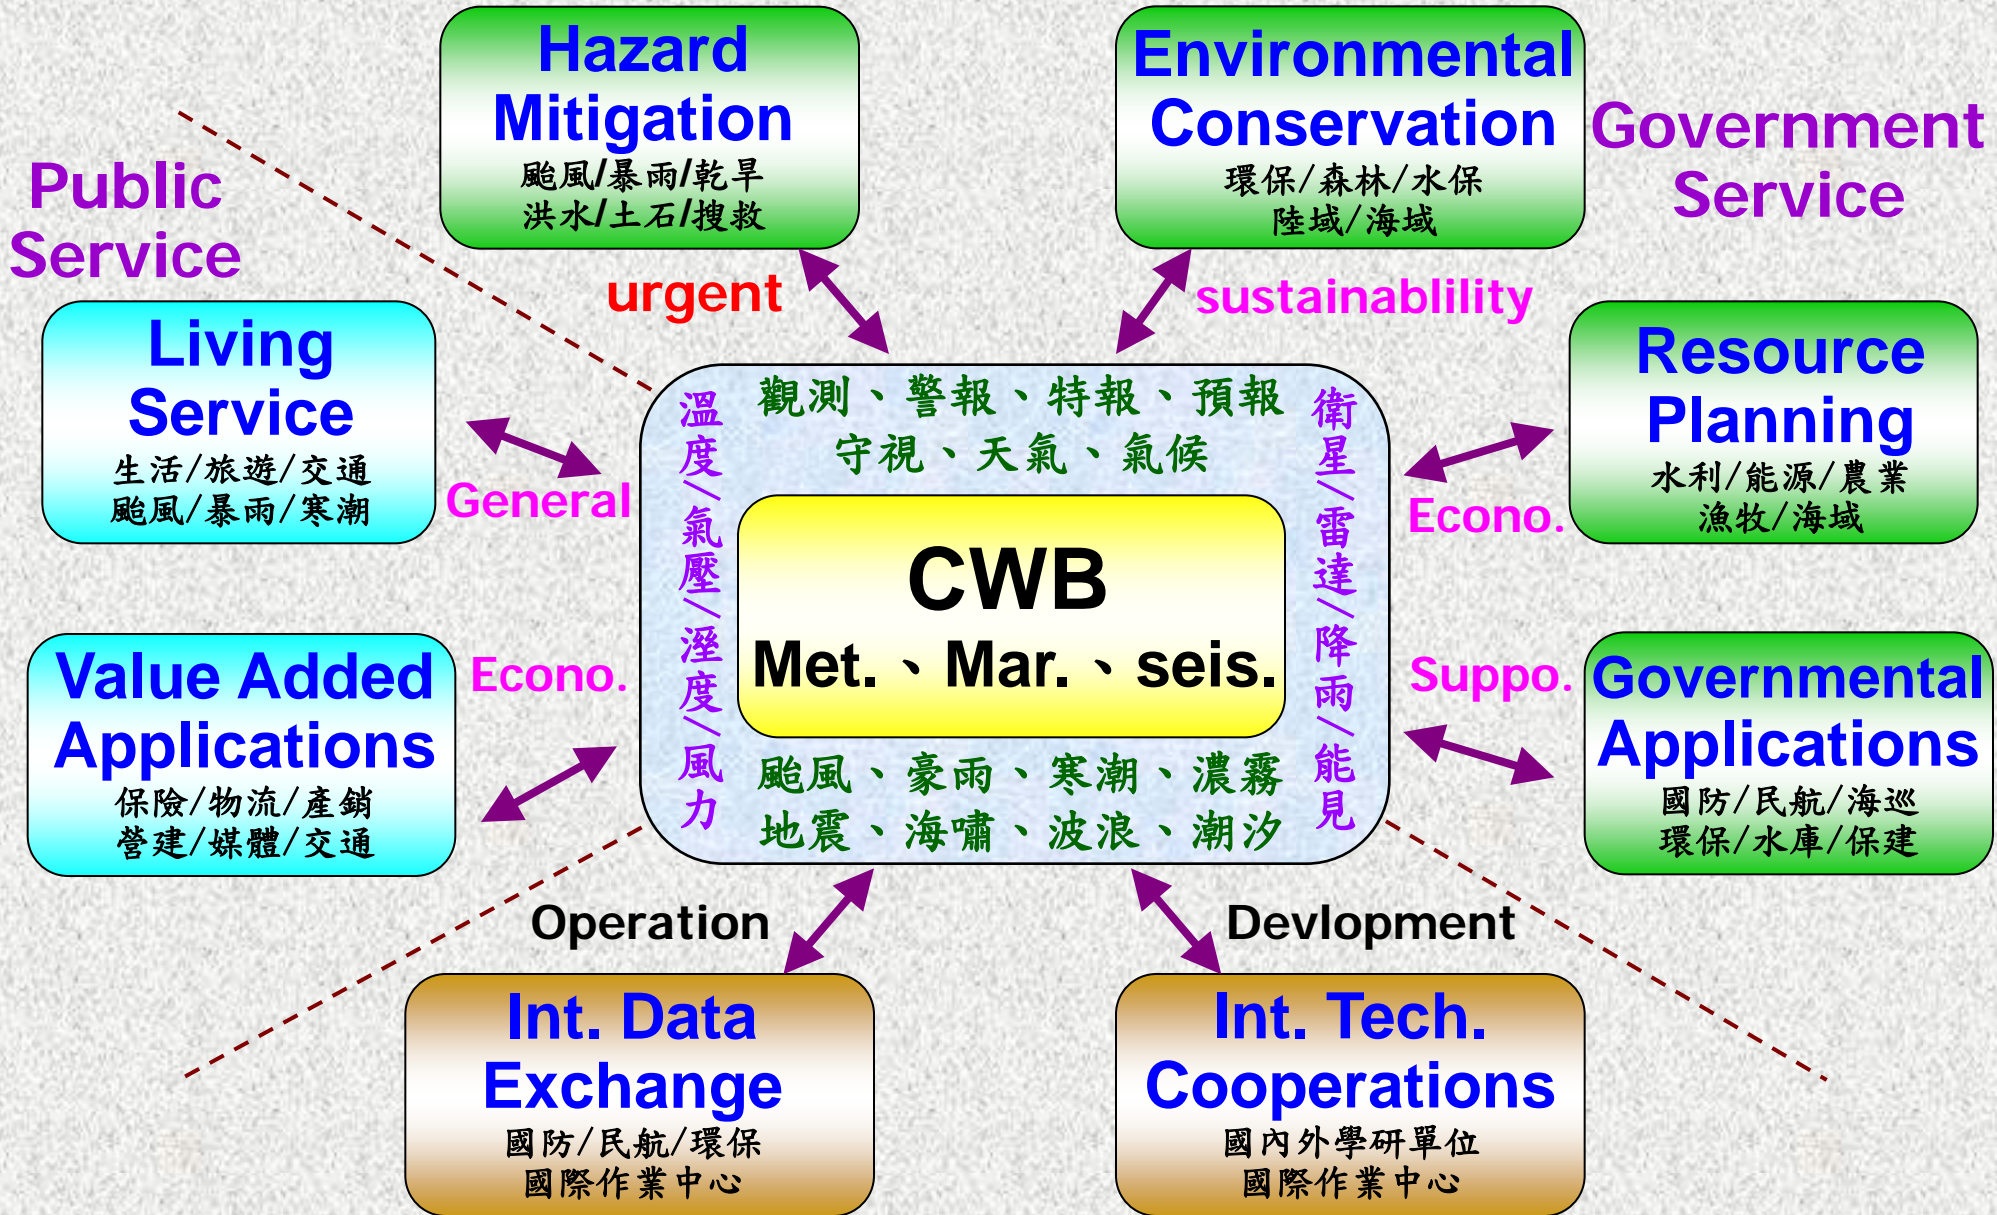 Hazard
Mitigation
颱風/暴雨/乾旱
洪水/土石/搜救
Environmental
Conservation
環保/森林/水保
陸域/海域
Government
Service
Public
Service
urgent
sustainablility
Living
Service
生活/旅遊/交通
颱風/暴雨/寒潮
General
Resource
Planning
水利/能源/農業
漁牧/海域
Econo.
觀測、警報、特報、預報
守視、天氣、氣候
溫度/氣壓/溼度/風力
衛星/雷達/降雨/能見
CWB
Met.、Mar.、seis.
颱風、豪雨、寒潮、濃霧
地震、海嘯、波浪、潮汐
Value Added
Applications
保險/物流/產銷
營建/媒體/交通
Econo.
Suppo.
Governmental
Applications
國防/民航/海巡
環保/水庫/保建
Operation
Devlopment
Int. Data
Exchange
國防/民航/環保
國際作業中心
Int. Tech.
Cooperations
國內外學研單位
國際作業中心